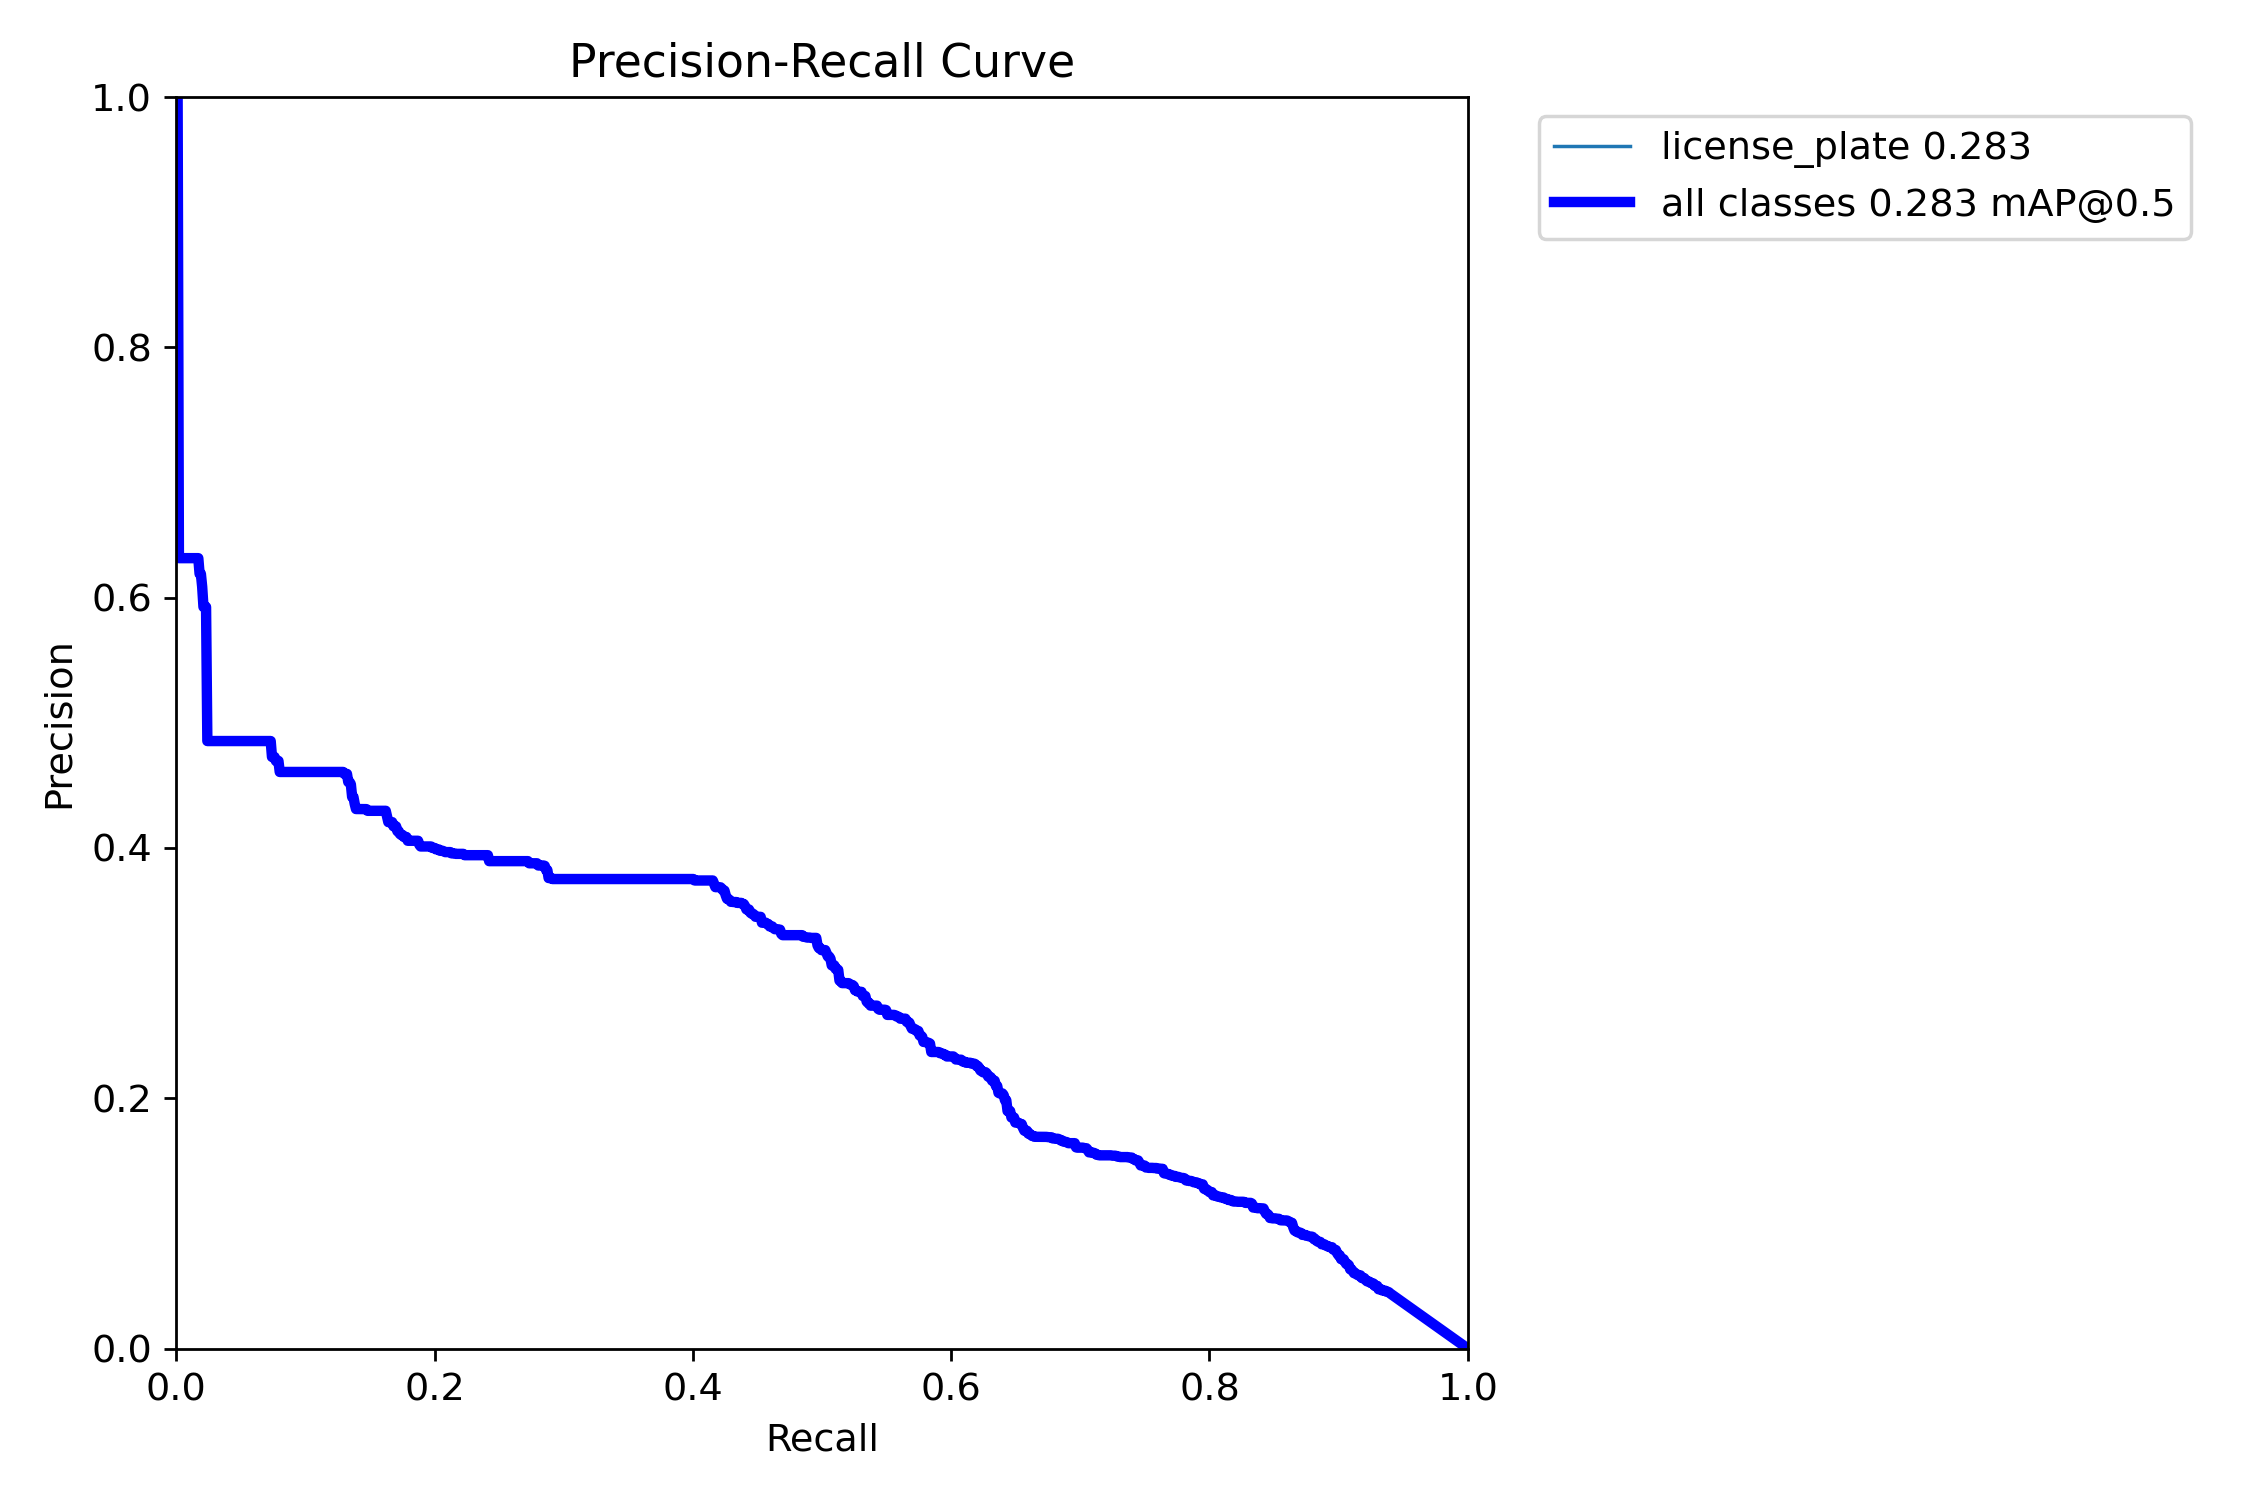 Precision-Recall Curve
1.0
0.8
0.6
0.4
0.2
0.0
Precision
0.0 0.2 0.4 0.6 0.8 1.0
Recall
license_plate 0.283
all classes 0.283 mAP@0.5